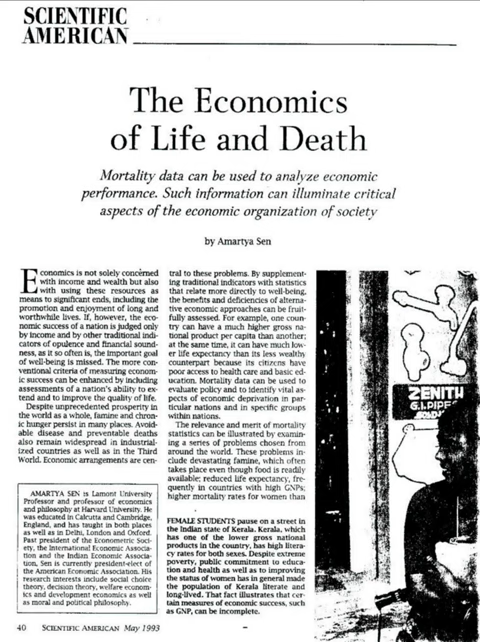 SCIENTIFIC
AMERICAN
The Economics
of Life and Death
Mortality data can be used to analyze economic
performance. Such information can illuminate critical
aspects of the economic organization of society
by Amartya Sen
Economics is not solely concerned
with income and wealth but also
with using these resources as
means to significant ends, including the
promotion and enjoyment of long and
worthwhile lives. If, however, the eco-
nomic success of a nation is judged only
by income and by other traditional indi-
cators of opulence and financial sound-
ness, as it so often is, the important goal
of well-being is missed. The more con-
ventional criteria of measuring econom-
ic success can be enhanced by including
assessments of a nation's ability to ex-
tend and to improve the quality of life.
Despite unprecedented prosperity in
the world as a whole, famine and chron-
ic hunger persist in many places. Avoid-
able disease and preventable deaths
also remain widespread in industrial-
ized countries as well as in the Third
World. Economic arrangements are cen-
AMARTYA SEN is Lamont University
Professor and professor of economics
and philosophy at Harvard University. He
was educated in Calcutta and Cambridge,
England, and has taught in both places
as well as in Delhi, London and Oxford.
Past president of the Econometric Soci-
ety, the International Economic Associa-
tion and the Indian Economic Associa-
tion, Sen is currently president-elect of
the American Economic Association. His
research interests include social choice
theory, decision theory, welfare econom-
ics and development economics as well
as moral and political philosophy.
tral to these problems. By supplement-
ing traditional indicators with statistics
that relate more directly to well-being,
the benefits and deficiencies of alterna-
tive economic approaches can be fruit-
fully assessed. For example, one coun-
try can have a much higher gross na-
tional product per capita than another;
at the same time, it can have much low-
er life expectancy than its less wealthy
counterpart because its citizens have
poor access to health care and basic ed-
ucation. Mortality data can be used to
evaluate policy and to identify vital as-
pects of economic deprivation in par-
ticular nations and in specific groups
within nations.
The relevance and merit of mortality
statistics can be illustrated by examin-
ing a series of problems chosen from
around the world. These problems in-
clude devastating famine, which often
takes place even though food is readily
available; reduced life expectancy, fre-
quently in countries with high GNPs;
higher mortality rates for women than
FEMALE STUDENTS pause on a street in
the Indian state of Kerala. Kerala, which
has one of the lower gross national
products in the country, has high litera-
cy rates for both sexes. Despite extreme
poverty, public commitment to educa-
tion and health as well as to improving
the status of women has in general made
the population of Kerala literate and
long-lived. That fact illustrates that cer-
tain measures of economic success, such
as GNP, can be incomplete.
ZENITH
G.I. PIPE
40 SCIENTIFIC AMERICAN May 1993